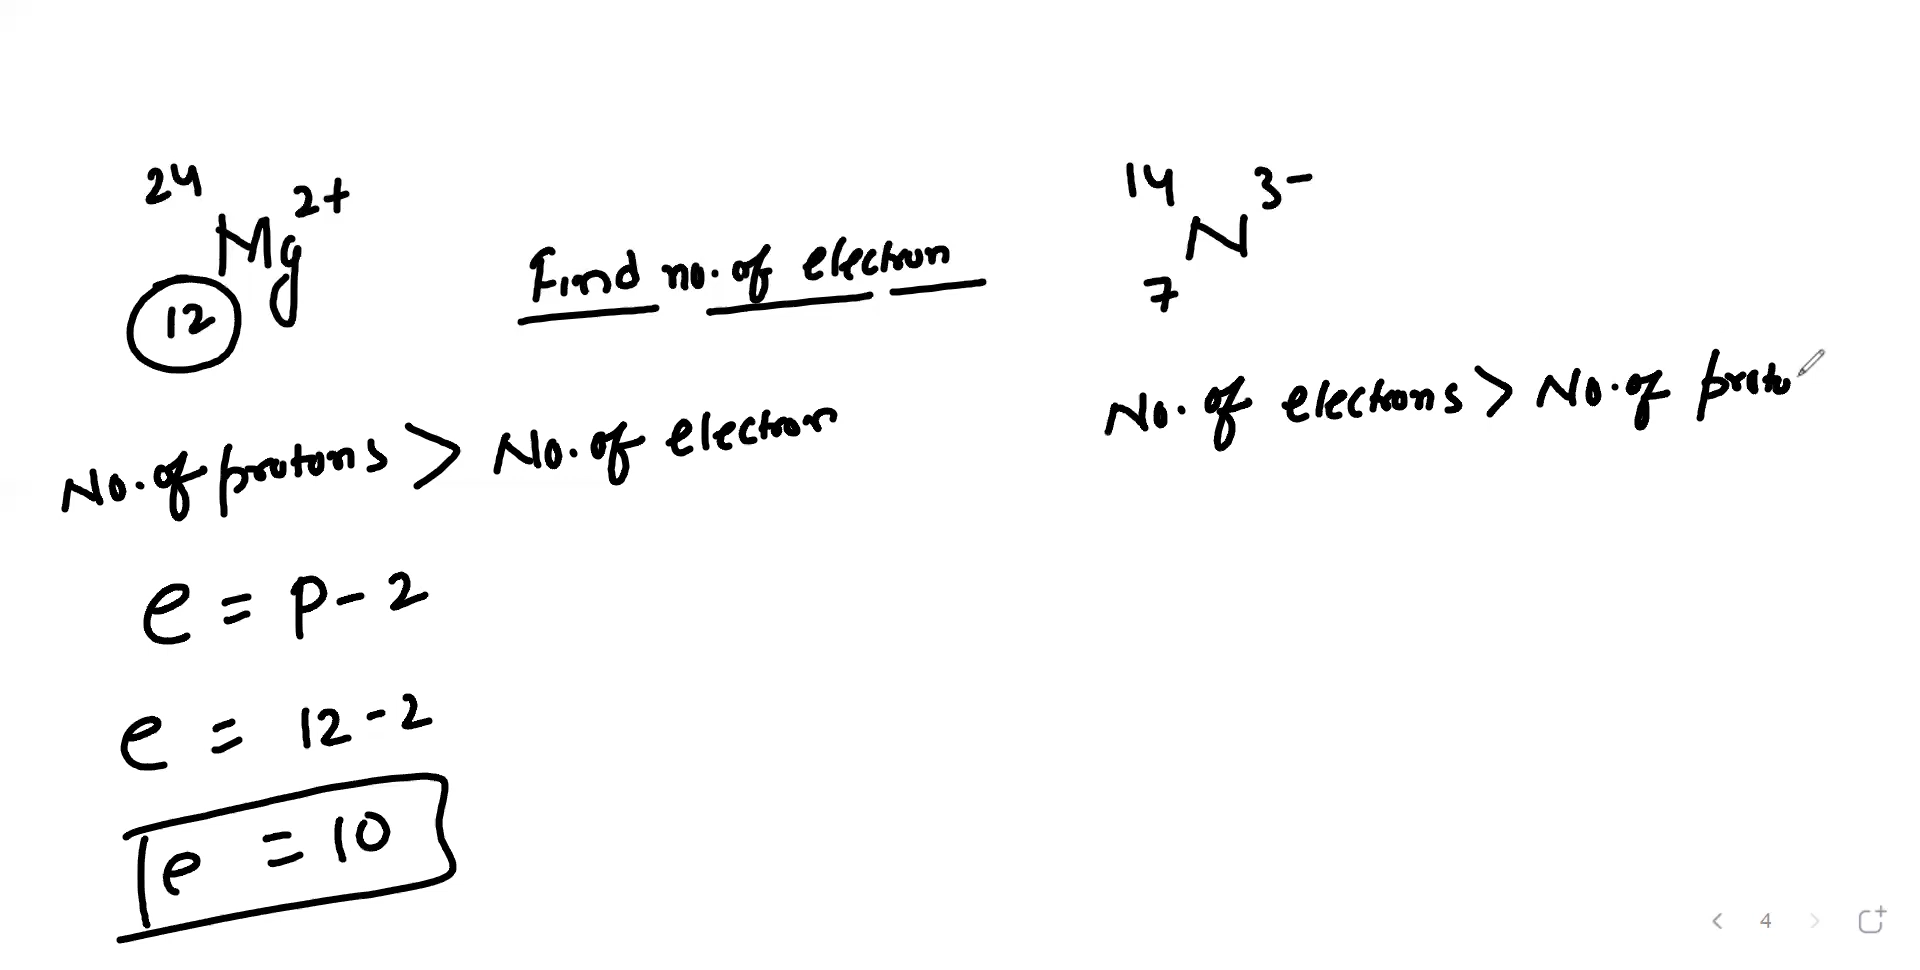 24
Mg 2+
12
Find no. of electron
14
N 3-
7
No. of protons > No. of electron
No. of electrons > No. of proto
e = P - 2
e = 12 - 2
e = 10
4